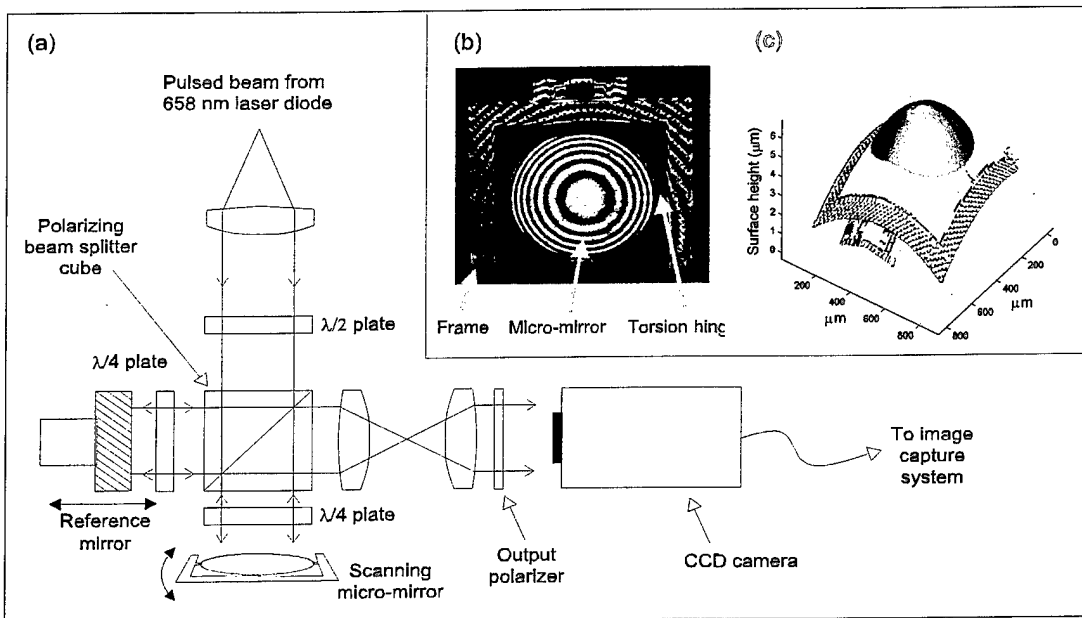 (a)
Pulsed beam from
658 nm laser diode
Polarizing
beam splitter
cube
λ/2 plate
λ/4 plate
Reference
mirror
λ/4 plate
Scanning
micro-mirror
Output
polarizer
CCD camera
To image
capture
system
(b)
Frame
Micro-mirror
Torsion hing
(c)
Surface height (μm)
6
5
4
3
2
1
0
200
400
μm
600
800
0
200
400
μm
600
800